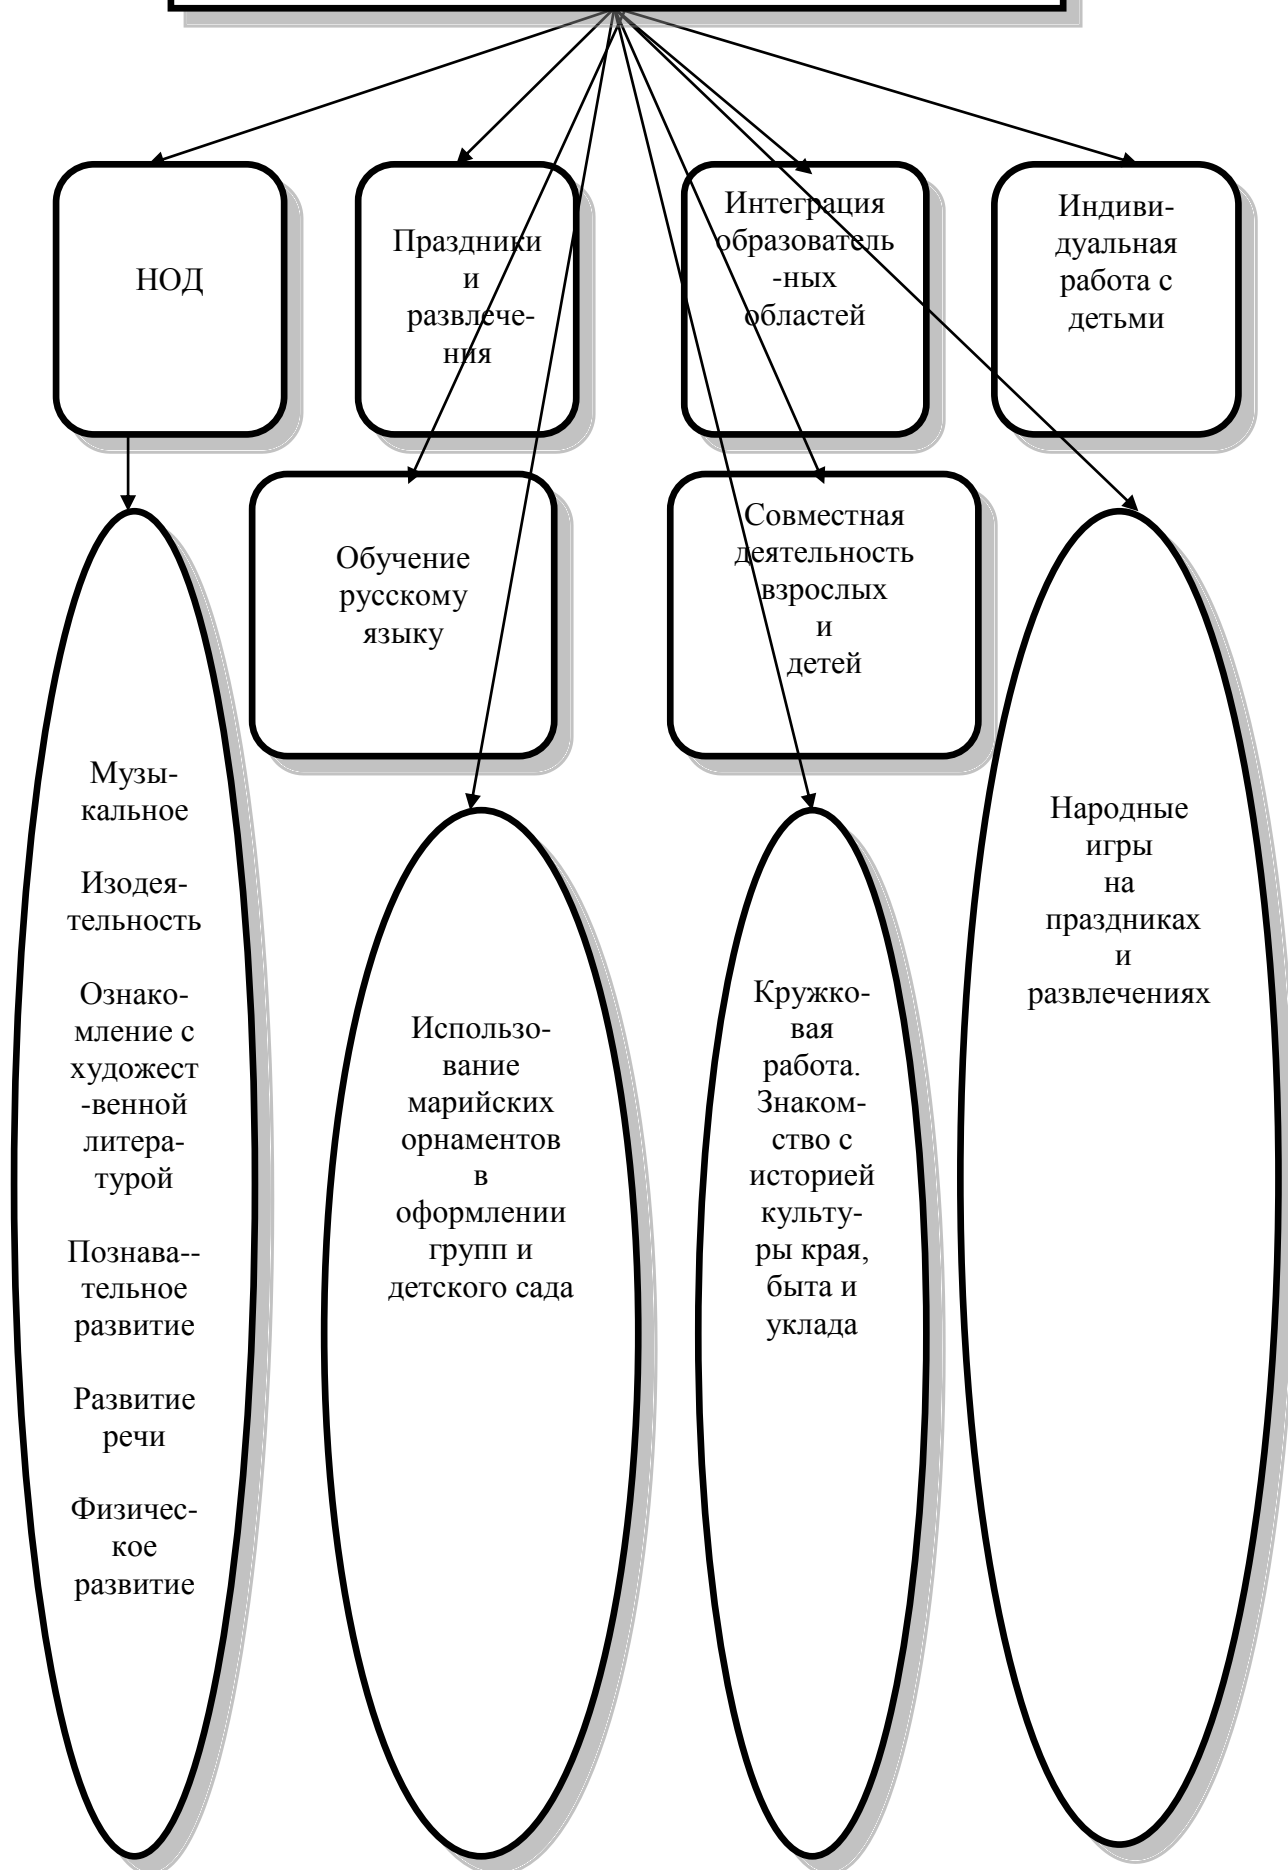 НОД
Праздники
и
развлече-
ния
Интеграция
образователь
-ных
областей
Индиви-
дуальная
работа с
детьми
Обучение
русскому
языку
Совместная
деятельность
взрослых
и
детей
Музы-
кальное
Изодея-
тельность
Ознако-
мление с
художест
-венной
литера-
турой
Познава--
тельное
развитие
Развитие
речи
Физичес-
кое
развитие
Использо-
вание
марийских
орнаментов
в
оформлении
групп и
детского сада
Кружко-
вая
работа.
Знаком-
ство с
историей
культу-
ры края,
быта и
уклада
Народные
игры
на
праздниках
и
развлечениях